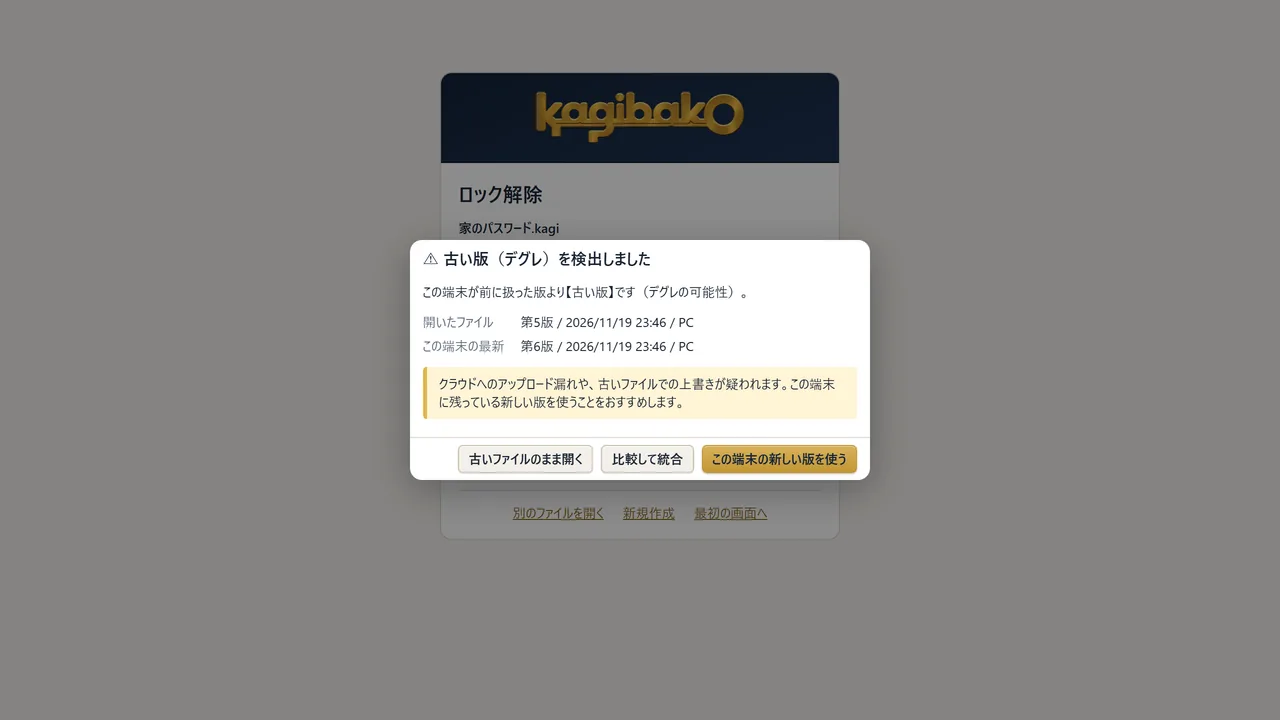 kagibako
ロック解除
家のパスワード.kagi
⚠ 古い版（デグレ）を検出しました
この端末が前に扱った版より【古い版】です（デグレの可能性）。
開いたファイル 第5版 / 2026/11/19 23:46 / PC
この端末の最新 第6版 / 2026/11/19 23:46 / PC
クラウドへのアップロード漏れや、古いファイルでの上書きが疑われます。この端末
に残っている新しい版を使うことをおすすめします。
古いファイルのまま開く 比較して統合 この端末の新しい版を使う
別のファイルを開く 新規作成 最初の画面へ